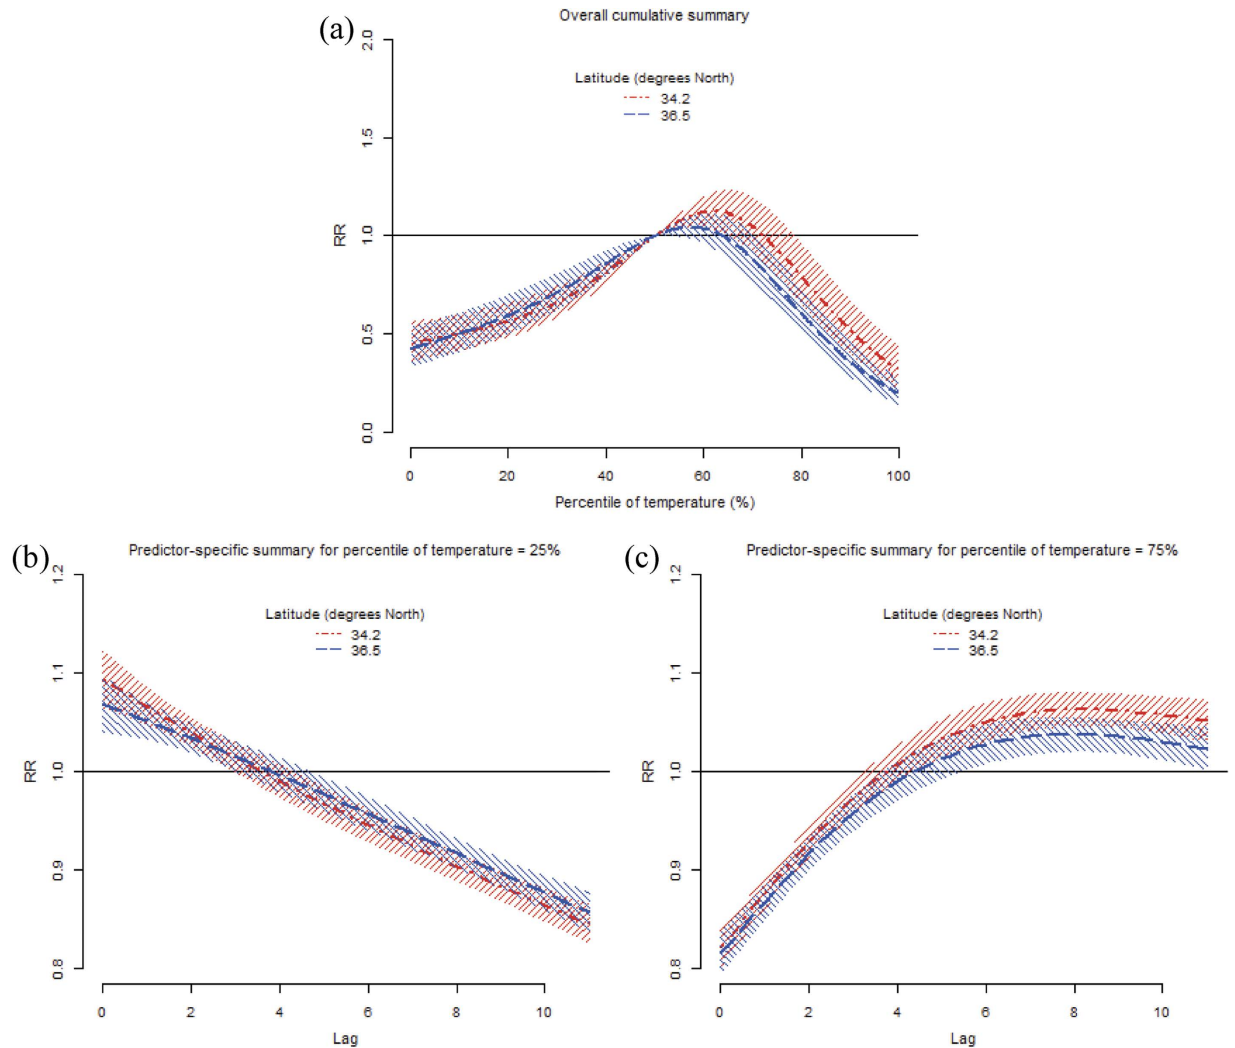 (a)
Overall cumulative summary
Latitude (degrees North)
34.2
36.5
RR
2.0
1.5
1.0
0.5
0.0
0 20 40 60 80 100
Percentile of temperature (%)
(b)
Predictor-specific summary for percentile of temperature = 25%
Latitude (degrees North)
34.2
36.5
RR
1.2
1.1
1.0
0.9
0.8
0 2 4 6 8 10
Lag
(c)
Predictor-specific summary for percentile of temperature = 75%
Latitude (degrees North)
34.2
36.5
RR
1.2
1.1
1.0
0.9
0.8
0 2 4 6 8 10
Lag